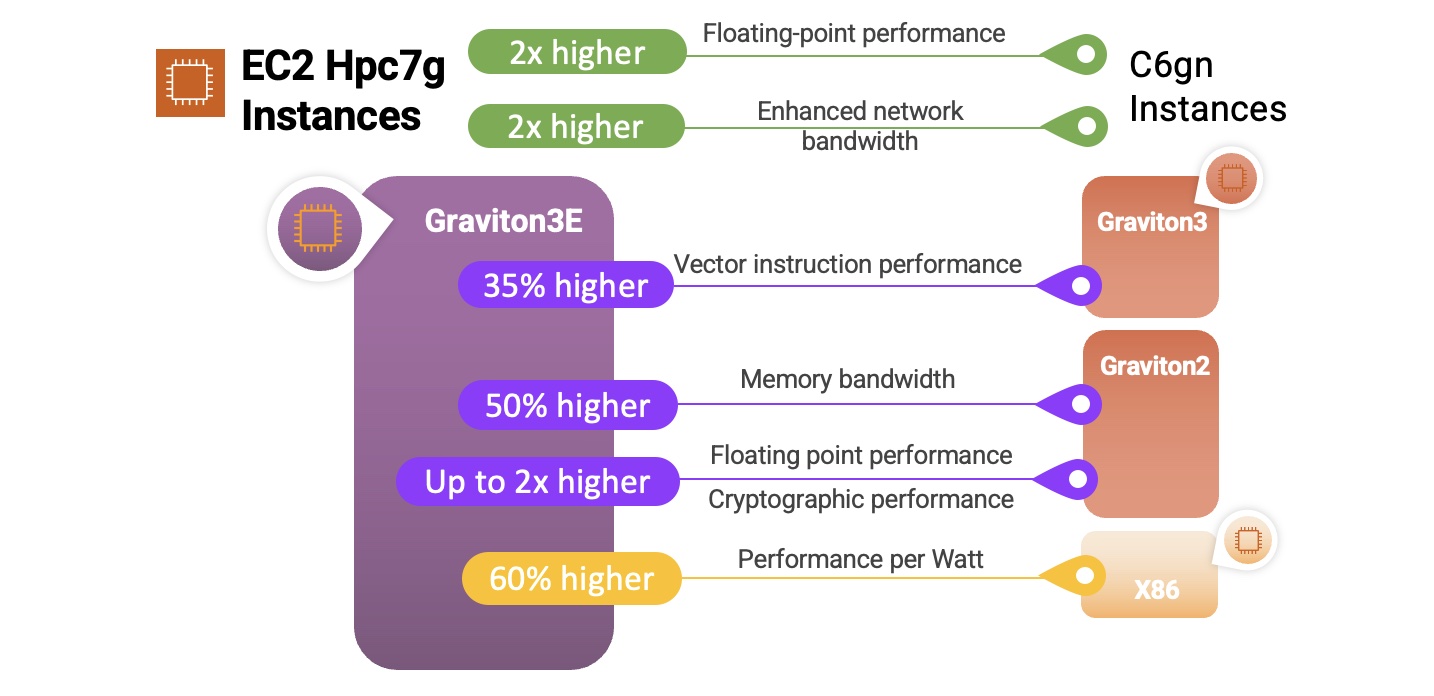 EC2 Hpc7g
Instances
2x higher
Floating-point performance
C6gn
Instances
2x higher
Enhanced network
bandwidth
Graviton3E
Graviton3
35% higher
Vector instruction performance
Graviton2
50% higher
Memory bandwidth
Up to 2x higher
Floating point performance
Cryptographic performance
60% higher
Performance per Watt
X86